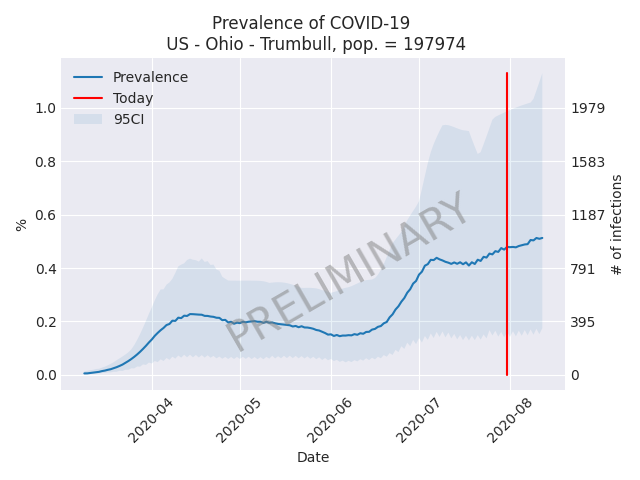 Prevalence of COVID-19
US - Ohio - Trumbull, pop. = 197974
Prevalence
Today
95CI
PRELIMINARY
%
1.0
0.8
0.6
0.4
0.2
0.0
1979
1583
1187
791
395
0
# of infections
2020-04
2020-05
2020-06
2020-07
2020-08
Date